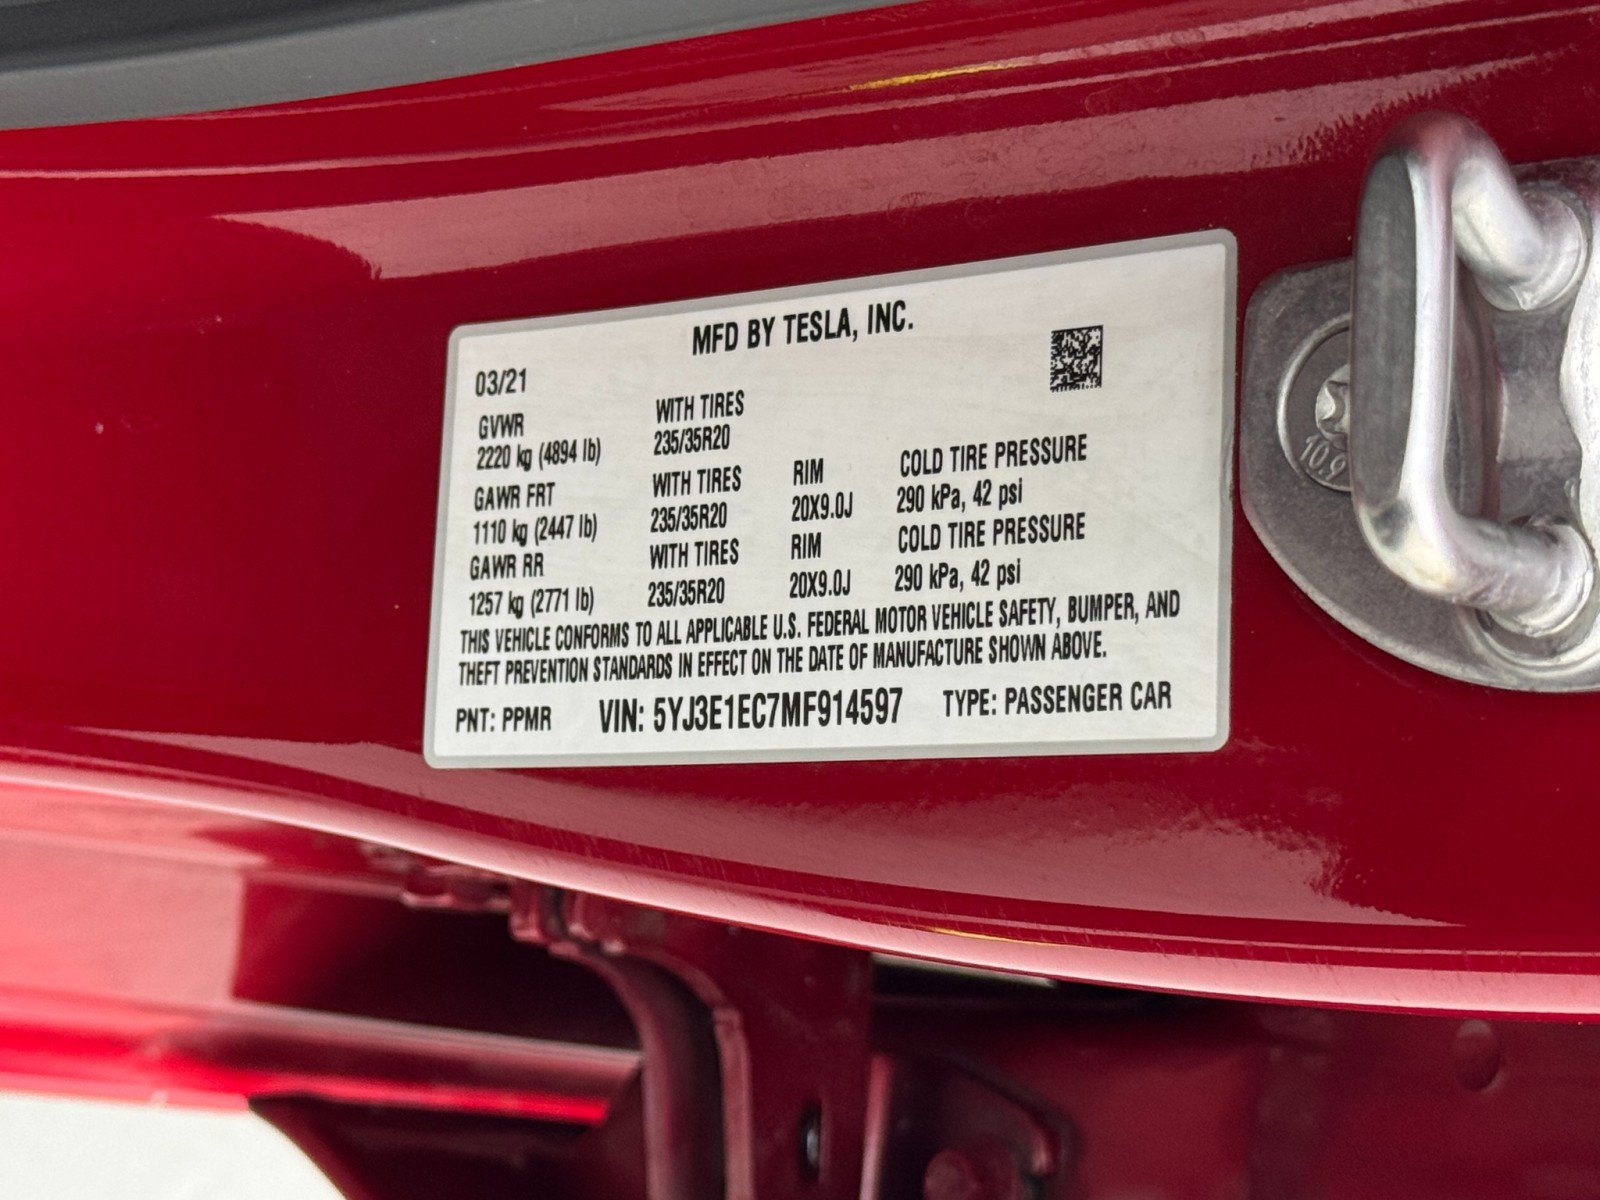 MFD BY TESLA, INC.
03/21
GVWR WITH TIRES
2220 kg (4894 lb) 235/35R20
GAWR FRT WITH TIRES RIM COLD TIRE PRESSURE
1110 kg (2447 lb) 235/35R20 20X9.0J 290 kPa, 42 psi
GAWR RR WITH TIRES RIM COLD TIRE PRESSURE
1257 kg (2771 lb) 235/35R20 20X9.0J 290 kPa, 42 psi
THIS VEHICLE CONFORMS TO ALL APPLICABLE U.S. FEDERAL MOTOR VEHICLE SAFETY, BUMPER, AND
THEFT PREVENTION STANDARDS IN EFFECT ON THE DATE OF MANUFACTURE SHOWN ABOVE.
PNT: PPMR VIN: 5YJ3E1EC7MF914597 TYPE: PASSENGER CAR
10.9